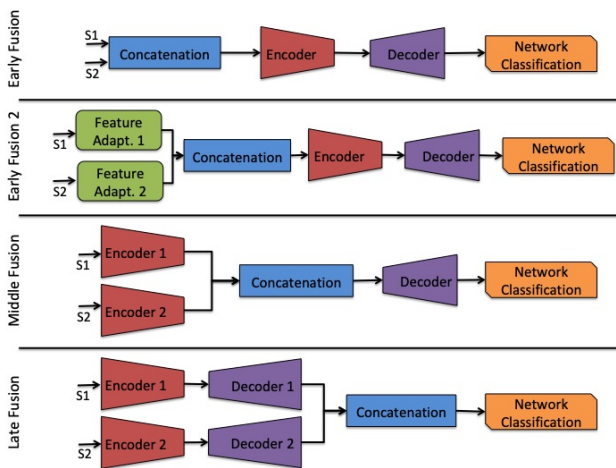 Early Fusion
S1
S2
Concatenation
Encoder
Decoder
Network
Classification
Early Fusion 2
S1
Feature
Adapt. 1
S2
Feature
Adapt. 2
Concatenation
Encoder
Decoder
Network
Classification
Middle Fusion
S1
Encoder 1
S2
Encoder 2
Concatenation
Decoder
Network
Classification
Late Fusion
S1
Encoder 1
Decoder 1
S2
Encoder 2
Decoder 2
Concatenation
Network
Classification